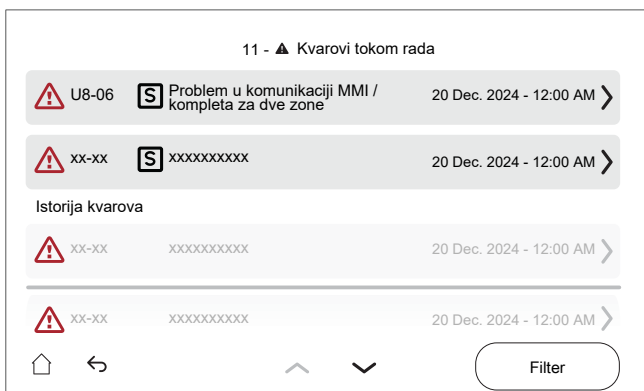 11 - Kvarovi tokom rada
U8-06 S Problem u komunikaciji MMI / 20 Dec. 2024 - 12:00 AM
kompleta za dve zone
xx-xx S xxxxxxxxxx 20 Dec. 2024 - 12:00 AM
Istorija kvarova
xx-xx xxxxxxxxxx 20 Dec. 2024 - 12:00 AM
xx-xx xxxxxxxxxx 20 Dec. 2024 - 12:00 AM
Filter